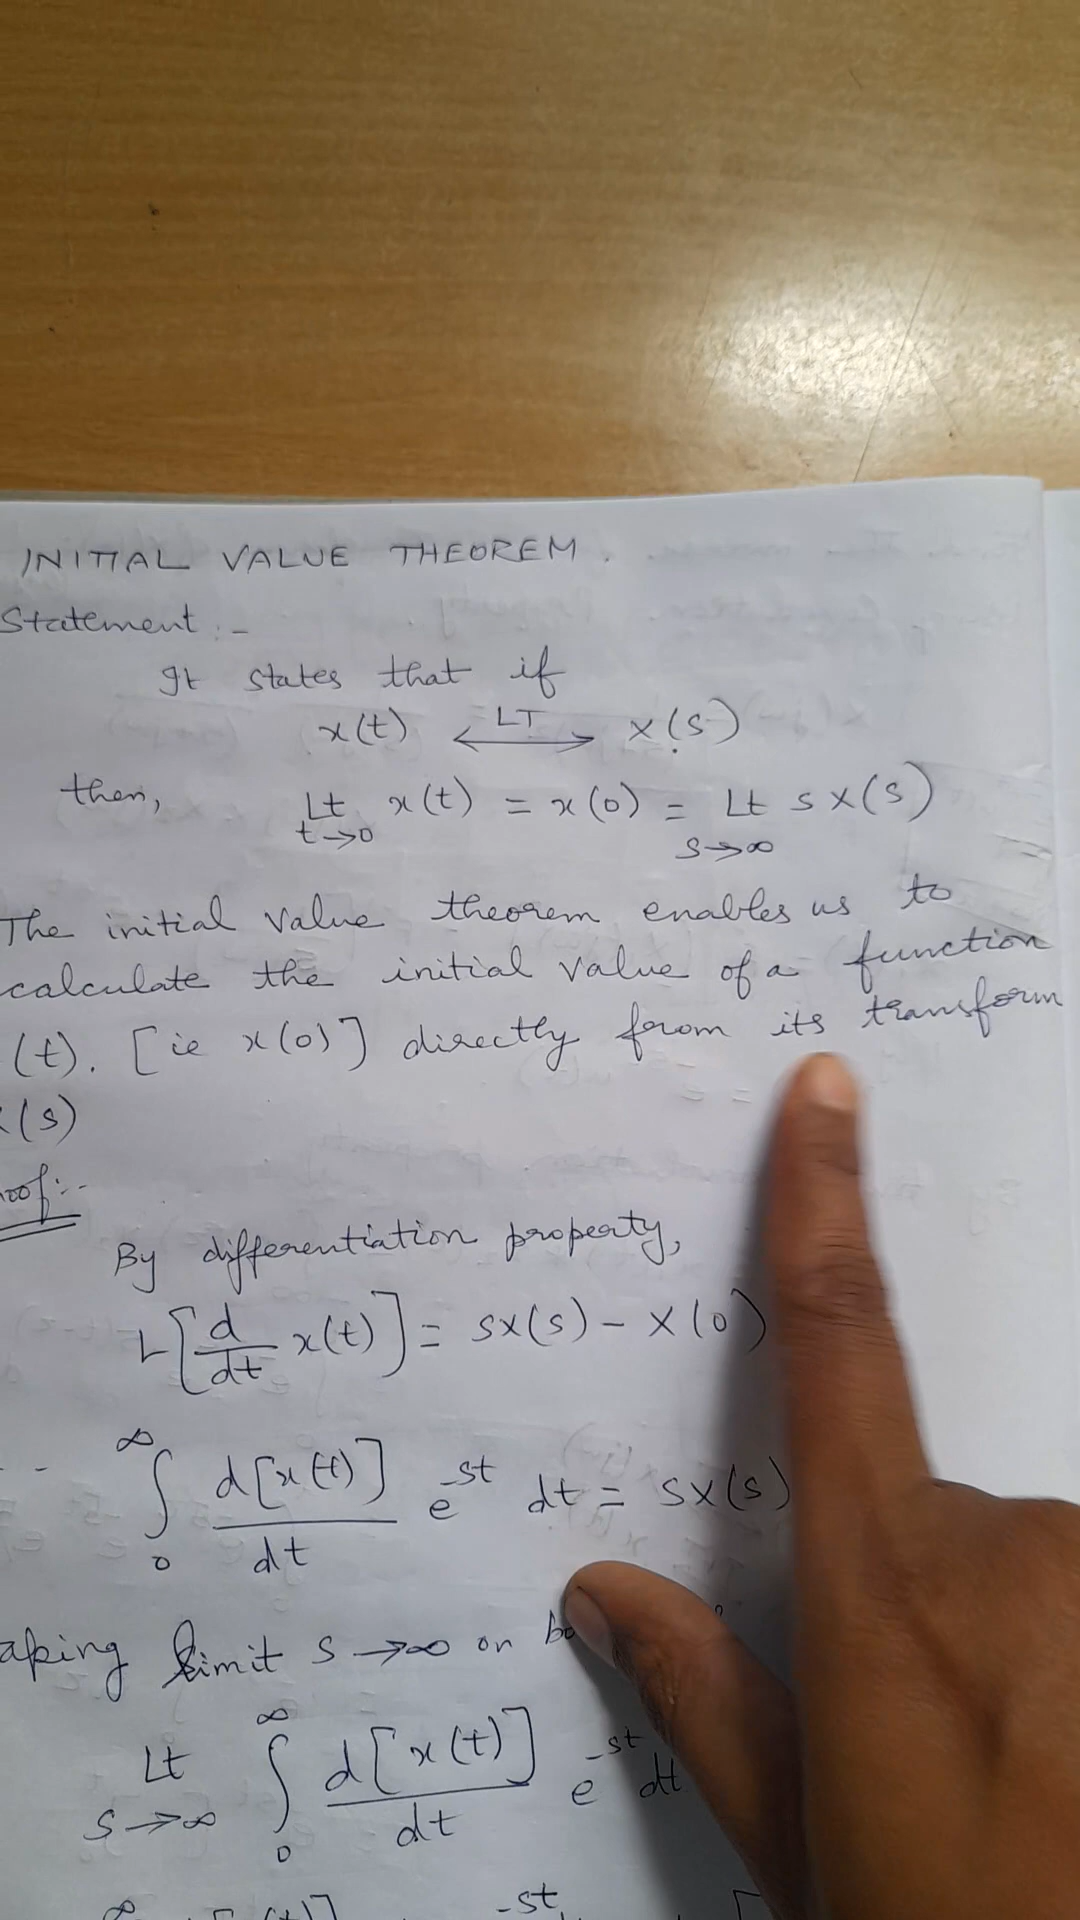 INITIAL VALUE THEOREM.
Statement :-
It states that if
x(t) <--LT--> X(s)
then, Lt t→0 x(t) = x(0) = Lt s→∞ sX(s)
The initial value theorem enables us to
calculate the initial value of a function
(t). [ie x(0)] directly from its transform
(s)
By differentiation property,
L[d/dt x(t)] = sX(s) - X(0)
∫0^∞ d[x(t)]/dt e^-st dt = sX(s)
limit s→∞ on
Lt s→∞ ∫0^∞ d[x(t)]/dt e^-st dt